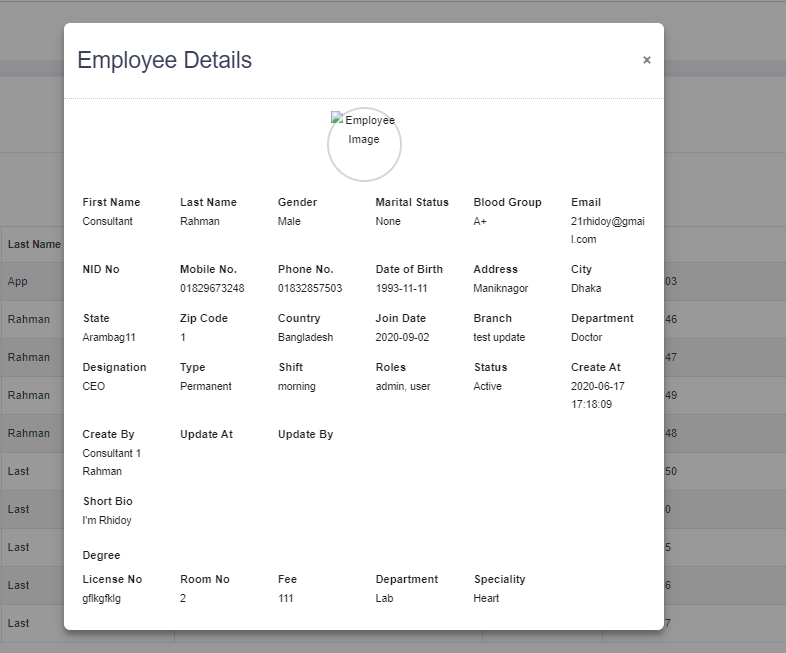 Employee Details
×
Employee
Image
First Name Last Name Gender Marital Status Blood Group Email
Consultant Rahman Male None A+ 21rhidoy@gmai
l.com
NID No Mobile No. Phone No. Date of Birth Address City
01829673248 01832857503 1993-11-11 Maniknagor Dhaka
State Zip Code Country Join Date Branch Department
Arambag11 1 Bangladesh 2020-09-02 test update Doctor
Designation Type Shift Roles Status Create At
CEO Permanent morning admin, user Active 2020-06-17
17:18:09
Create By Update At Update By
Consultant 1
Rahman
Short Bio
I'm Rhidoy
Degree
License No Room No Fee Department Speciality
gflkgfklg 2 111 Lab Heart
Last Name
App 03
Rahman 46
Rahman 47
Rahman 49
Rahman 48
Last 50
Last 0
Last 5
Last 6
Last 7